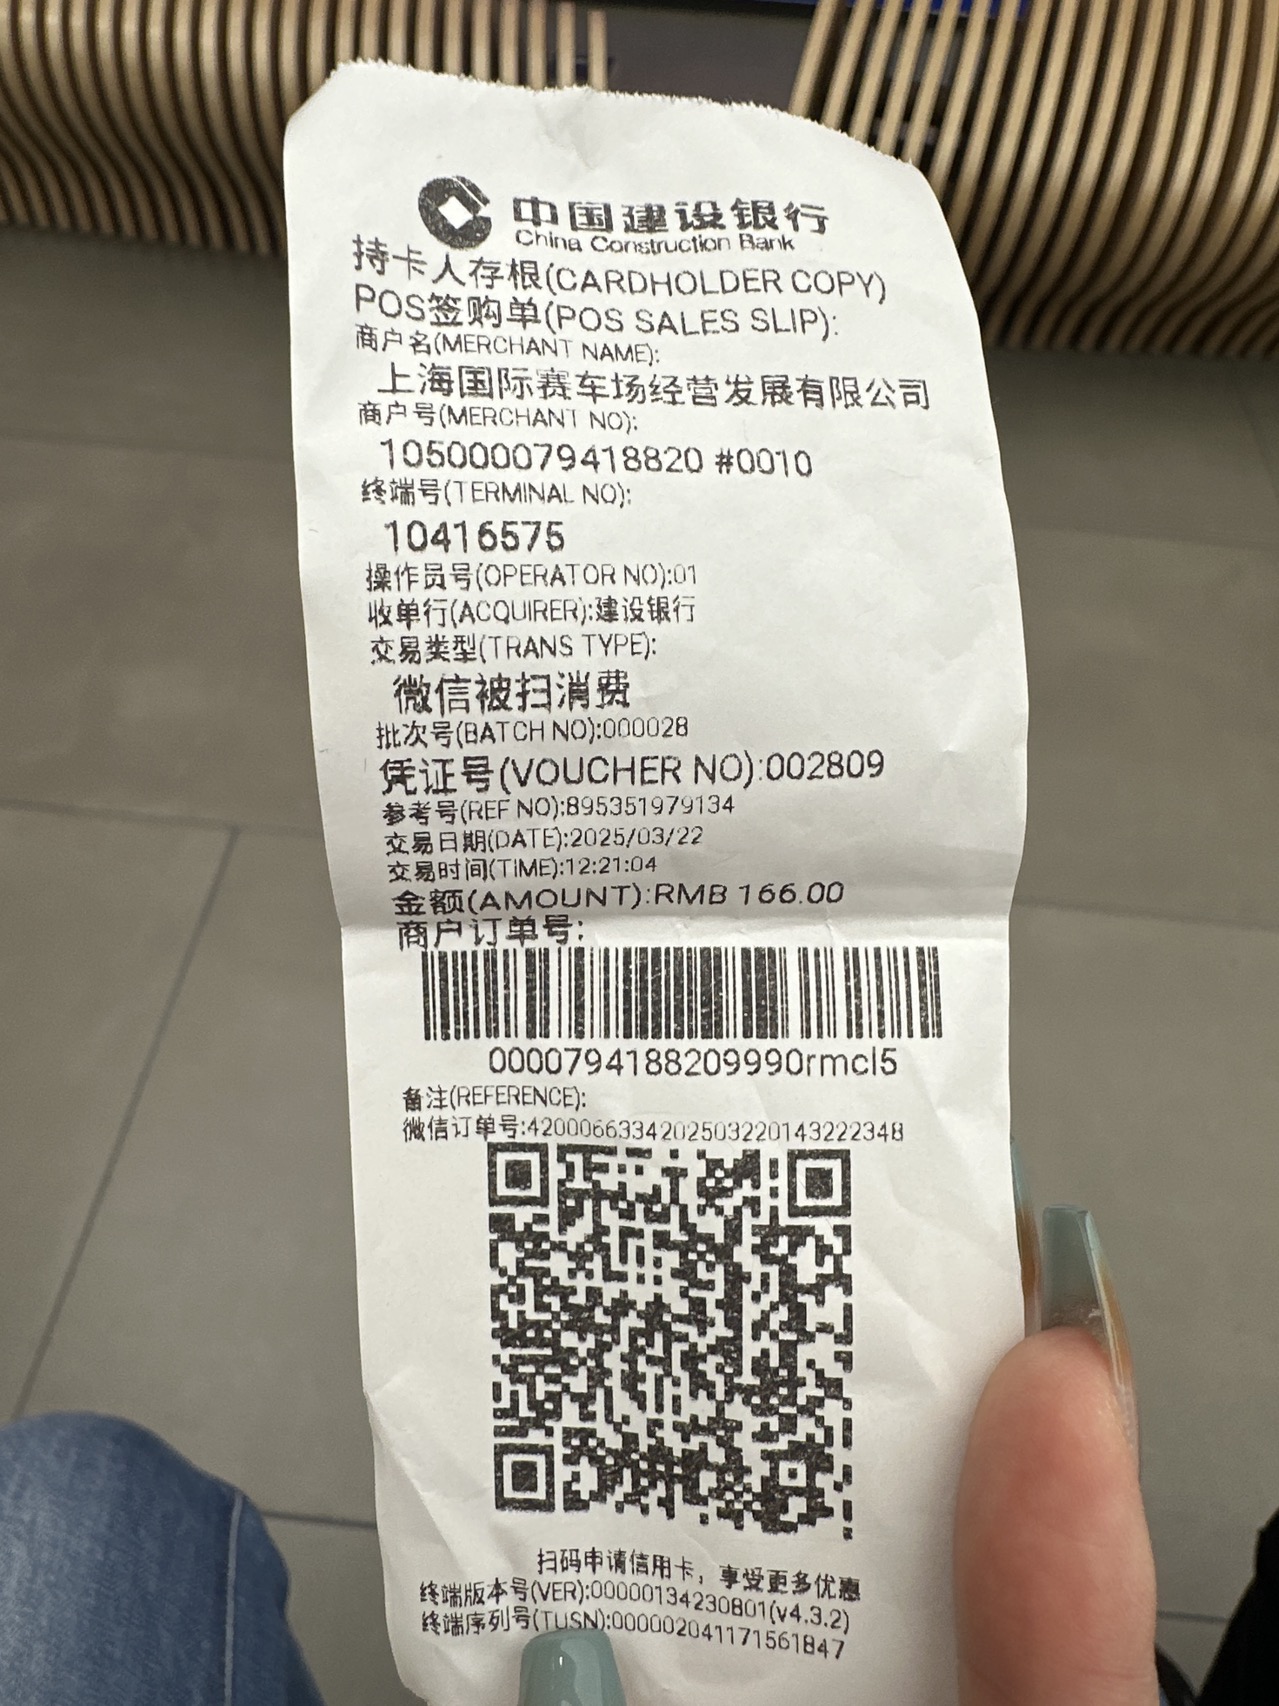 中国建设银行
China Construction Bank
持卡人存根(CARDHOLDER COPY)
POS签购单(POS SALES SLIP):
商户名(MERCHANT NAME):
上海国际赛车场经营发展有限公司
商户号(MERCHANT NO):
105000079418820 #0010
终端号(TERMINAL NO):
10416575
操作员号(OPERATOR NO):01
收单行(ACQUIRER):建设银行
交易类型(TRANS TYPE):
微信被扫消费
批次号(BATCH NO):000028
凭证号(VOUCHER NO):002809
参考号(REF NO):895351979134
交易日期(DATE):2025/03/22
交易时间(TIME):12:21:04
金额(AMOUNT):RMB 166.00
商户订单号:
0000794188209990rmcl5
备注(REFERENCE):
微信订单号:4200066334202503220143222348
扫码申请信用卡，享受更多优惠
终端版本号(VER):00000134230801(v4.3.2)
终端序列号(TUSN):0000020411715618​47